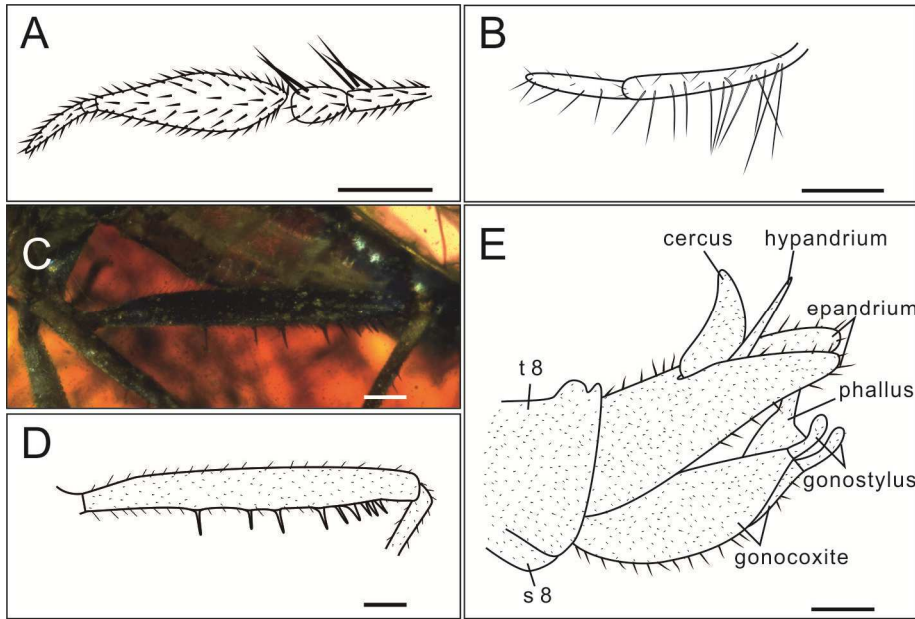 A
B
C
D
E
cercus
hypandrium
epandrium
t 8
phallus
gonostylus
gonocoxite
s 8